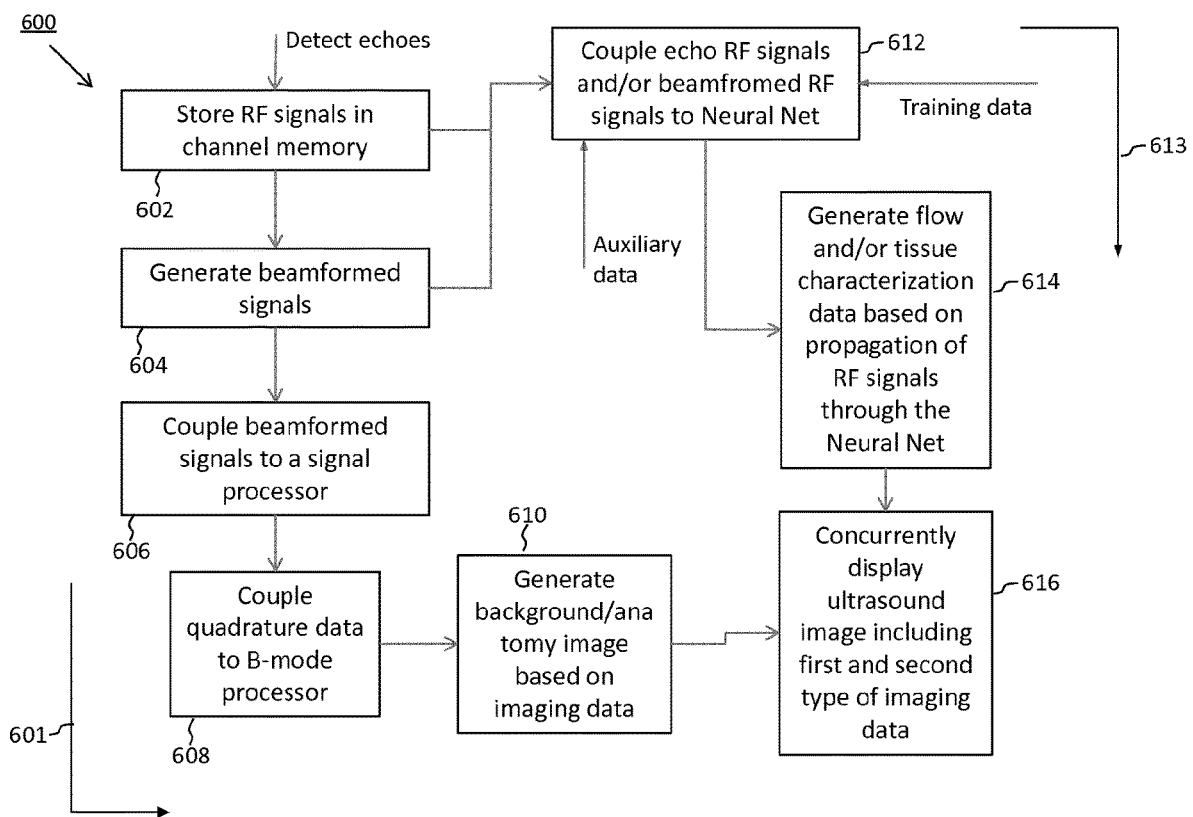 600
Detect echoes
Store RF signals in
channel memory
602
Generate beamformed
signals
604
Couple beamformed
signals to a signal
processor
606
Couple
quadrature data
to B-mode
processor
608
601
610
Generate
background/ana
tomy image
based on
imaging data
Couple echo RF signals
and/or beamfromed RF
signals to Neural Net
612
Training data
613
Auxiliary
data
Generate flow
and/or tissue
characterization
data based on
propagation of
RF signals
through the
Neural Net
614
Concurrently
display
ultrasound
image including
first and second
type of imaging
data
616